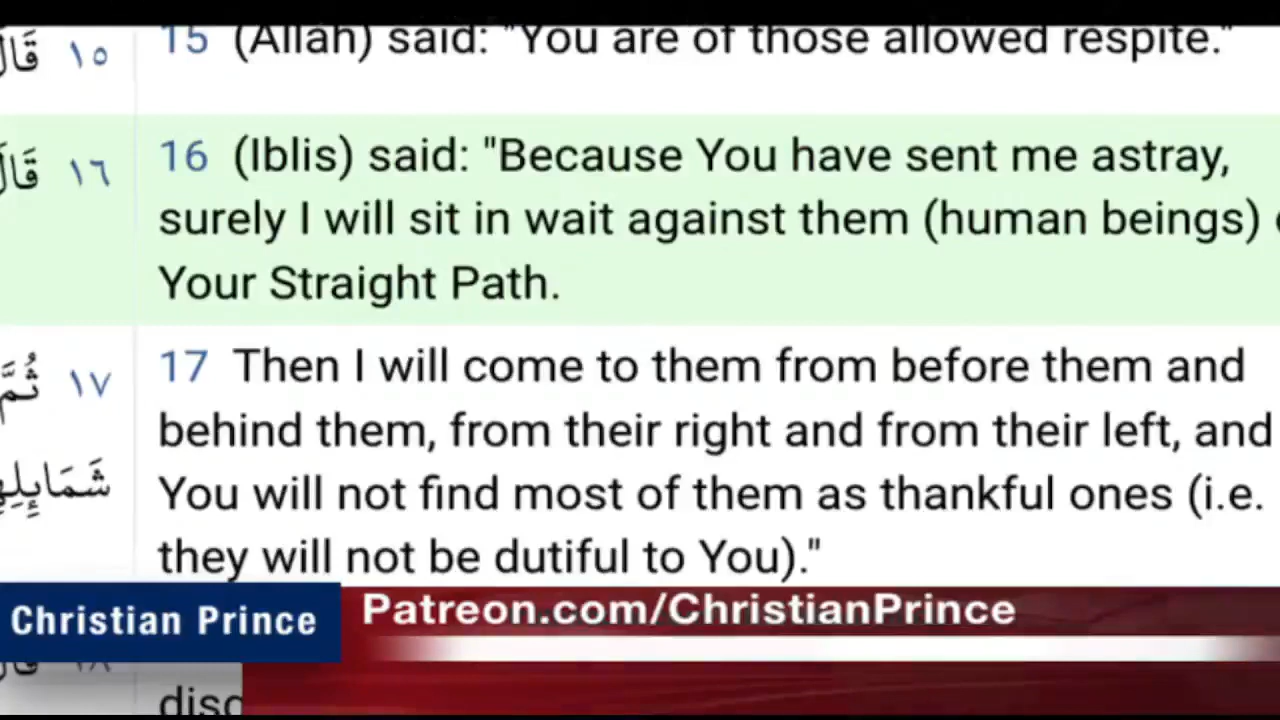 15 (Allah) said: "You are of those allowed respite."
١٥
16 (Iblis) said: "Because You have sent me astray,
١٦
surely I will sit in wait against them (human beings)
Your Straight Path.
17 Then I will come to them from before them and
ثُمَّ ١٧
behind them, from their right and from their left, and
You will not find most of them as thankful ones (i.e.
they will not be dutiful to You)."
Christian Prince
Patreon.com/ChristianPrince